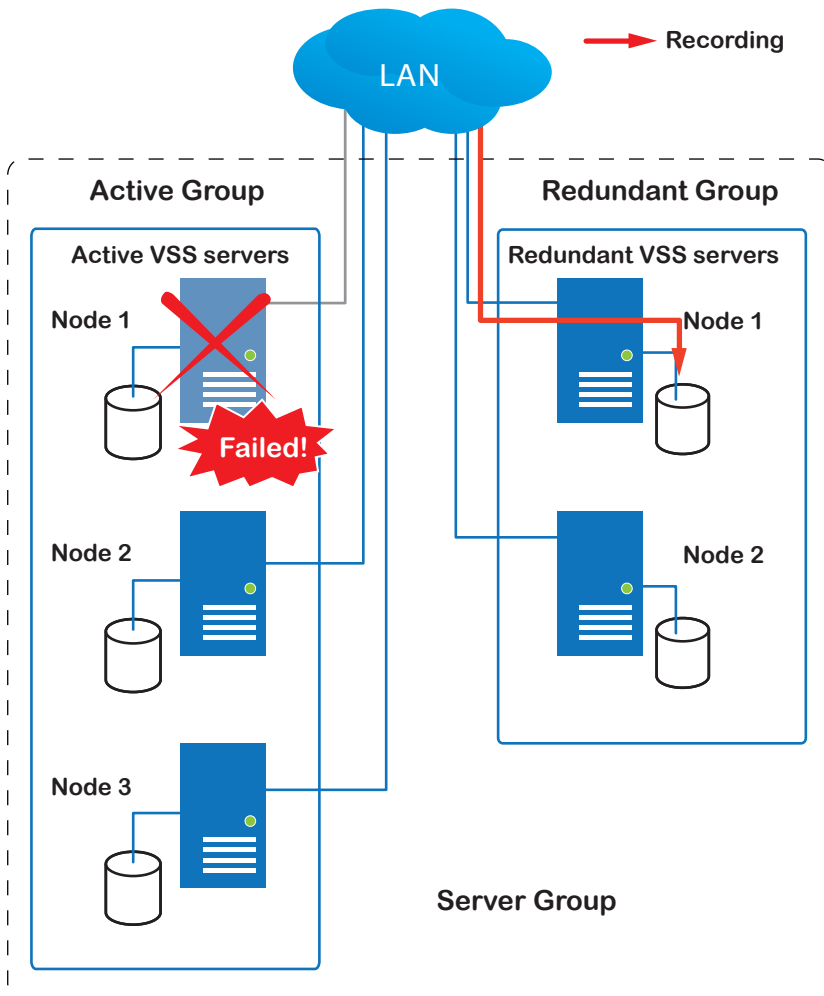 LAN
Recording
Active Group
Redundant Group
Active VSS servers
Redundant VSS servers
Node 1
Node 1
Failed!
Node 2
Node 2
Node 3
Server Group